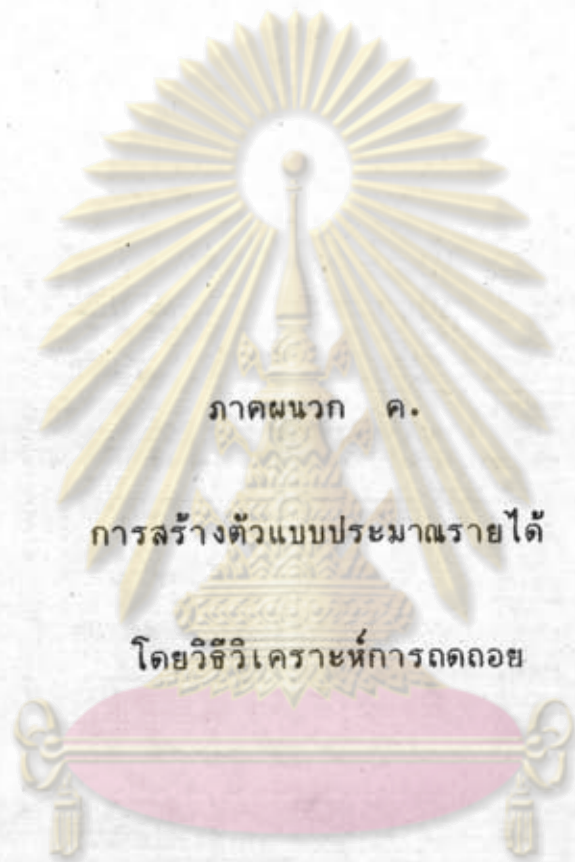 ภาคผนวก ค.
การสร้างตัวแบบประมาณรายได้
โดยวิธีวิเคราะห์การถดถอย